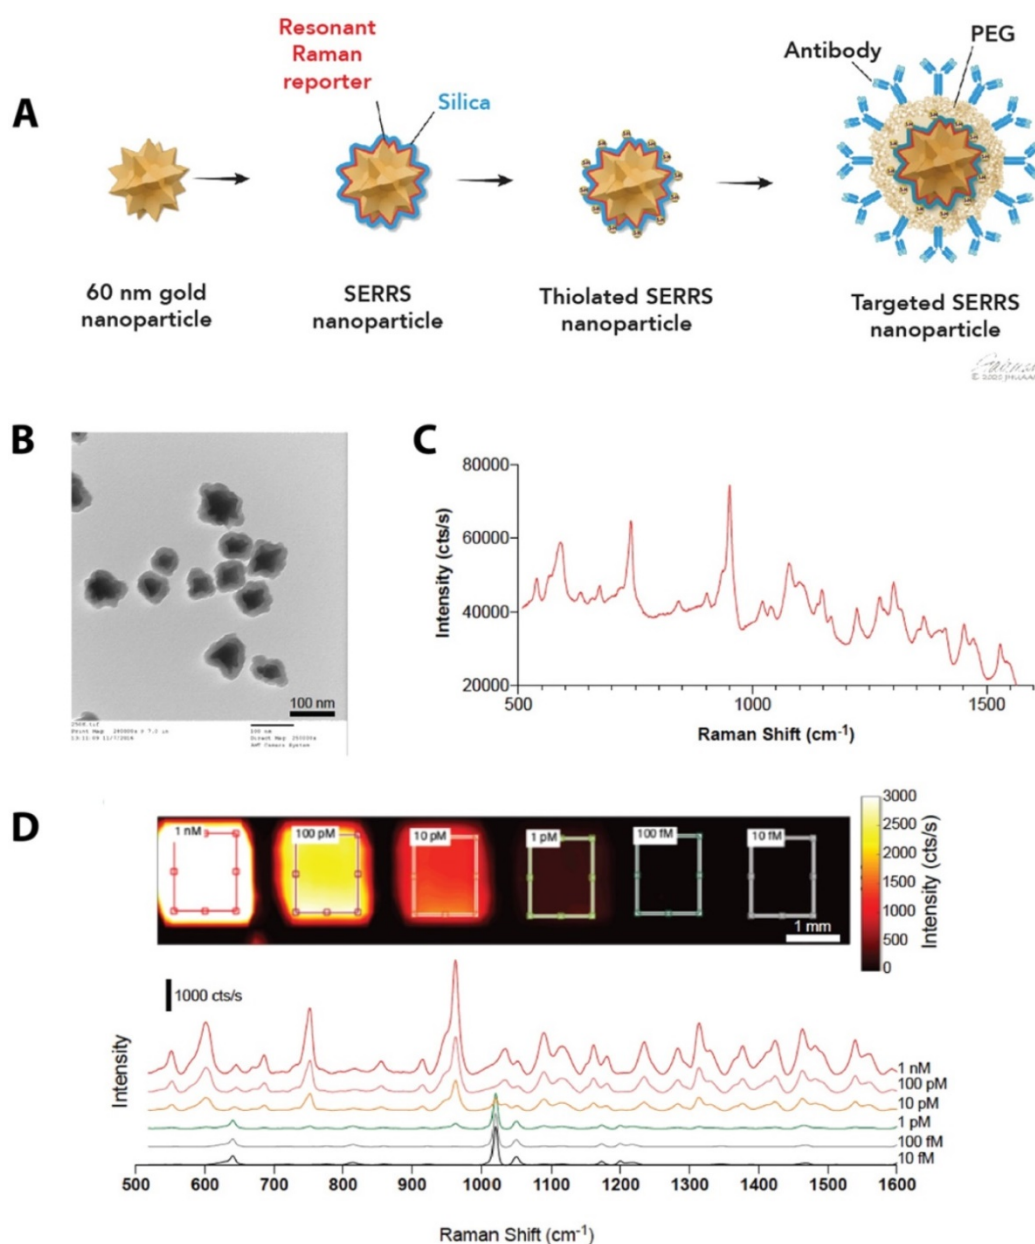 A
Resonant
Raman
reporter
Silica
Antibody
PEG
60 nm gold
nanoparticle
SERRS
nanoparticle
Thiolated SERRS
nanoparticle
Targeted SERRS
nanoparticle
B
100 nm
100 nm
C
80000
60000
40000
20000
Intensity (cts/s)
500
1000
1500
Raman Shift (cm-1)
D
1 nM
100 pM
10 pM
1 pM
100 fM
10 fM
1 mm
3000
2500
2000
1500
1000
500
0
Intensity (cts/s)
1000 cts/s
Intensity
1 nM
100 pM
10 pM
1 pM
100 fM
10 fM
500 600 700 800 900 1000 1100 1200 1300 1400 1500 1600
Raman Shift (cm-1)